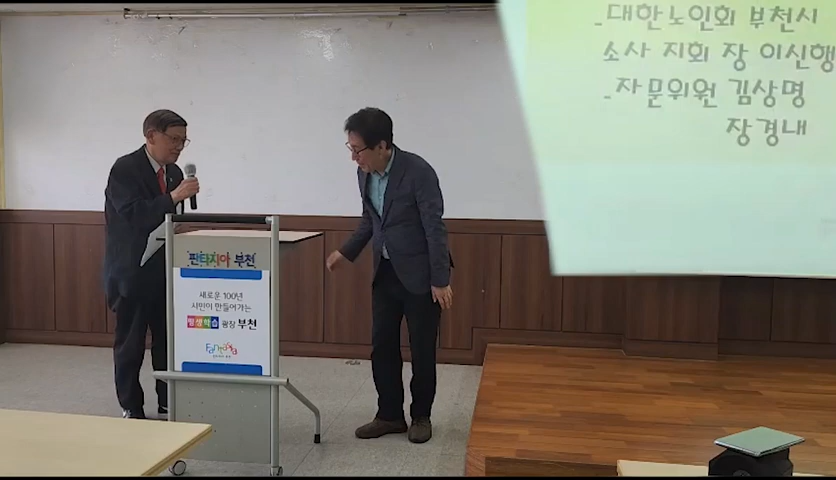 -대한노인회 부천시
소사 지회 장 이신행
-자문위원 김상명
장경내
판타지아 부천
새로운 100년
시민이 만들어가는
평생학습 광장 부천
Fantasia